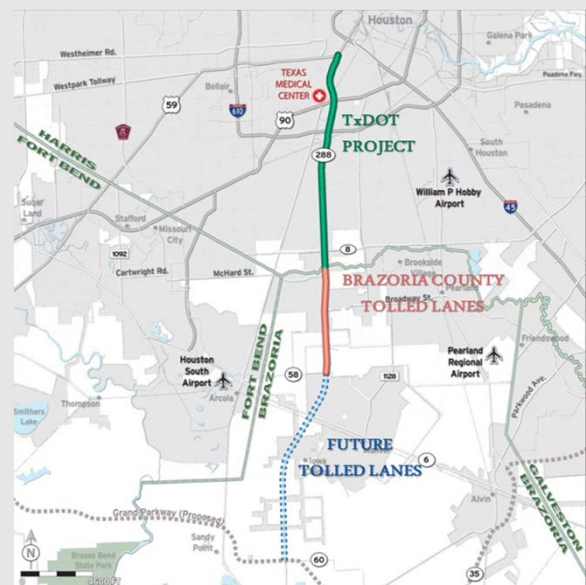 Houston
Galena Park
Westheimer Rd.
Westpark Tollway
TEXAS
MEDICAL
CENTER
Bellaire
610
59
90
Pasadena
TxDOT
PROJECT
288
HARRIS
FORT BEND
South
Houston
William P Hobby
Airport
45
Sugar
Land
Stafford
Missouri
City
1092
Cartwright Rd.
McHard St.
8
Brookside
Village
Pearland
BRAZORIA COUNTY
TOLLED LANES
Broadway St.
Friendswood
FORT BEND
BRAZORIA
Houston
South
Airport
Arcola
58
1128
Pearland
Regional
Airport
Parkwood Ave.
Thompson
Smithers
Lake
FUTURE
TOLLED LANES
Iowa
6
Alvin
GALVESTON
BRAZORIA
Grand Parkway (Proposed)
Sandy
Point
60
35
Brazos Bend
State Park
N
0